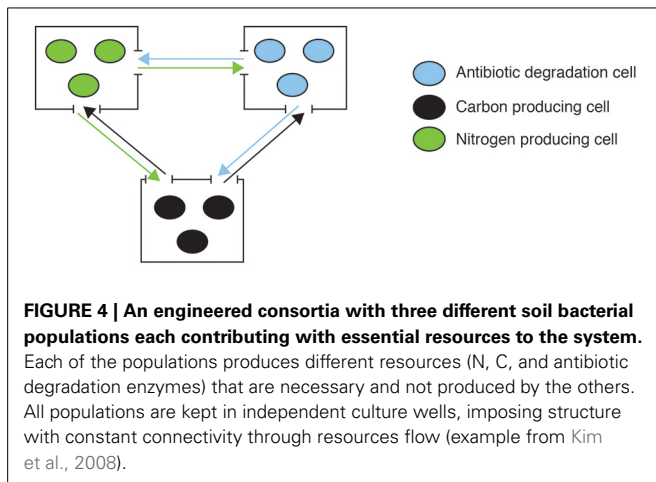 Antibiotic degradation cell
Carbon producing cell
Nitrogen producing cell
FIGURE 4 | An engineered consortia with three different soil bacterial
populations each contributing with essential resources to the system.
Each of the populations produces different resources (N, C, and antibiotic
degradation enzymes) that are necessary and not produced by the others.
All populations are kept in independent culture wells, imposing structure
with constant connectivity through resources flow (example from Kim
et al., 2008).